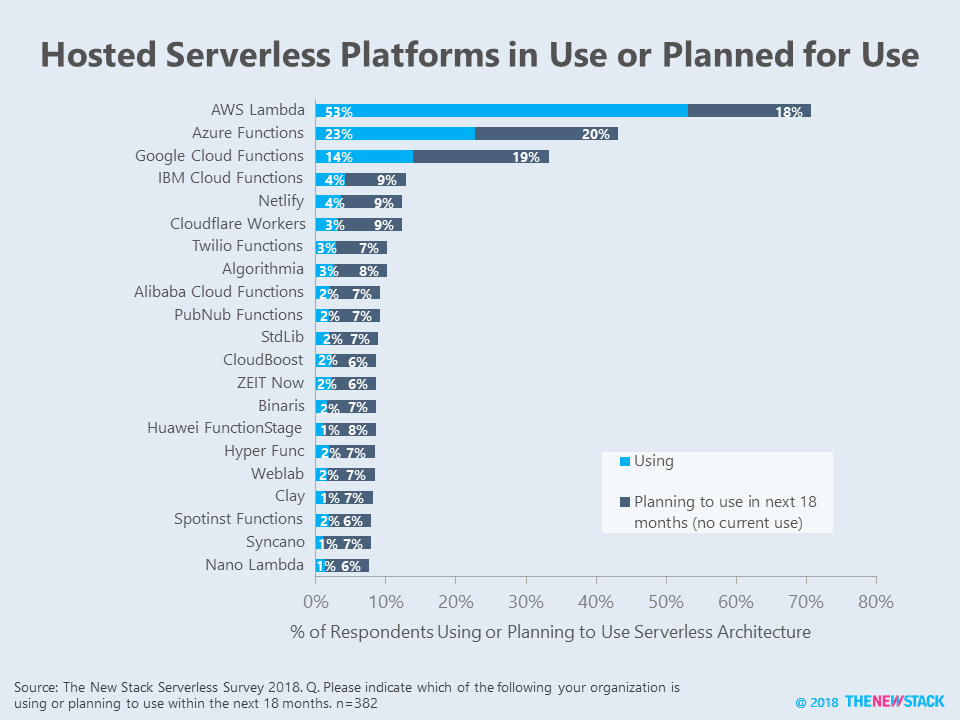 Hosted Serverless Platforms in Use or Planned for Use
AWS Lambda 53% 18%
Azure Functions 23% 20%
Google Cloud Functions 14% 19%
IBM Cloud Functions 4% 9%
Netlify 4% 9%
Cloudflare Workers 3% 9%
Twilio Functions 3% 7%
Algorithmia 3% 8%
Alibaba Cloud Functions 2% 7%
PubNub Functions 2% 7%
StdLib 2% 7%
CloudBoost 2% 6%
ZEIT Now 2% 6%
Binaris 2% 7%
Huawei FunctionStage 1% 8%
Hyper Func 2% 7%
Weblab 2% 7%
Clay 1% 7%
Spotinst Functions 2% 6%
Syncano 1% 7%
Nano Lambda 1% 6%
Using
Planning to use in next 18
months (no current use)
0% 10% 20% 30% 40% 50% 60% 70% 80%
% of Respondents Using or Planning to Use Serverless Architecture
Source: The New Stack Serverless Survey 2018. Q. Please indicate which of the following your organization is
using or planning to use within the next 18 months. n=382
@ 2018 THENEWSTACK